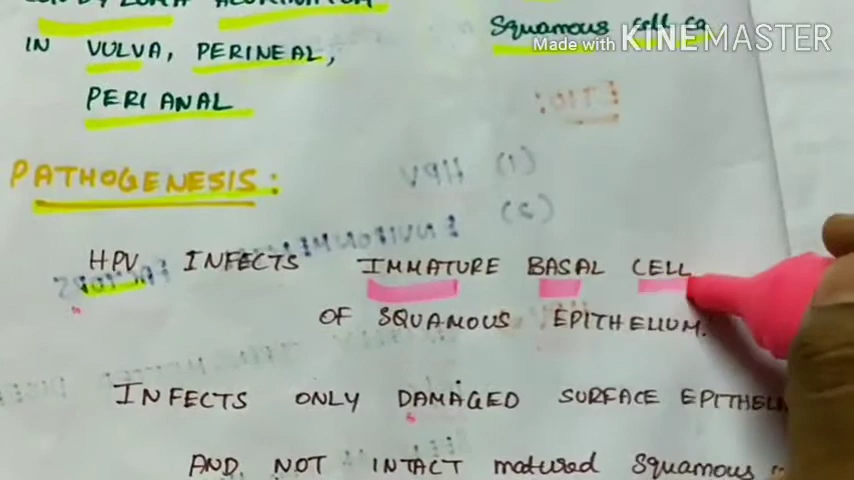 Squamous cell ca
Made with KINEMASTER
IN VULVA, PERINEAL,
PERI ANAL
PATHOGENESIS:
HPV INFECTS IMMATURE BASAL CELL
OF SQUAMOUS EPITHELIUM.
INFECTS ONLY DAMAGED SURFACE
AND NOT INTACT matured squamous